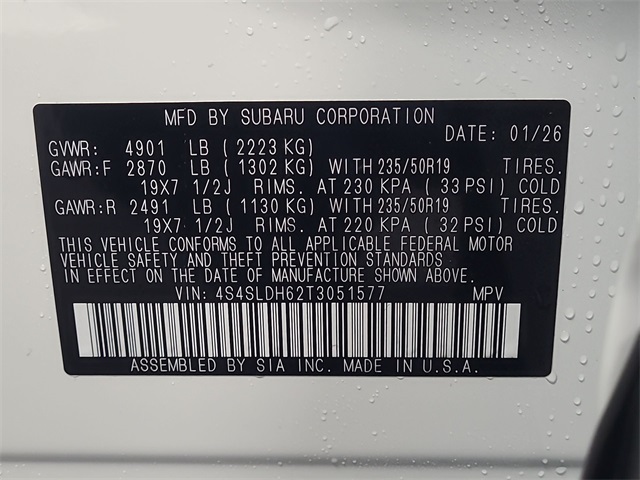 MFD BY SUBARU CORPORATION
DATE: 01/26
GVWR: 4901 LB (2223 KG)
GAWR:F 2870 LB (1302 KG) WITH 235/50R19 TIRES.
19X7 1/2J RIMS. AT 230 KPA (33 PSI) COLD
GAWR:R 2491 LB (1130 KG) WITH 235/50R19 TIRES.
19X7 1/2J RIMS. AT 220 KPA (32 PSI) COLD
THIS VEHICLE CONFORMS TO ALL APPLICABLE FEDERAL MOTOR
VEHICLE SAFETY AND THEFT PREVENTION STANDARDS
IN EFFECT ON THE DATE OF MANUFACTURE SHOWN ABOVE.
VIN: 4S4SLDH62T3051577 MPV
ASSEMBLED BY SIA INC. MADE IN U.S.A.